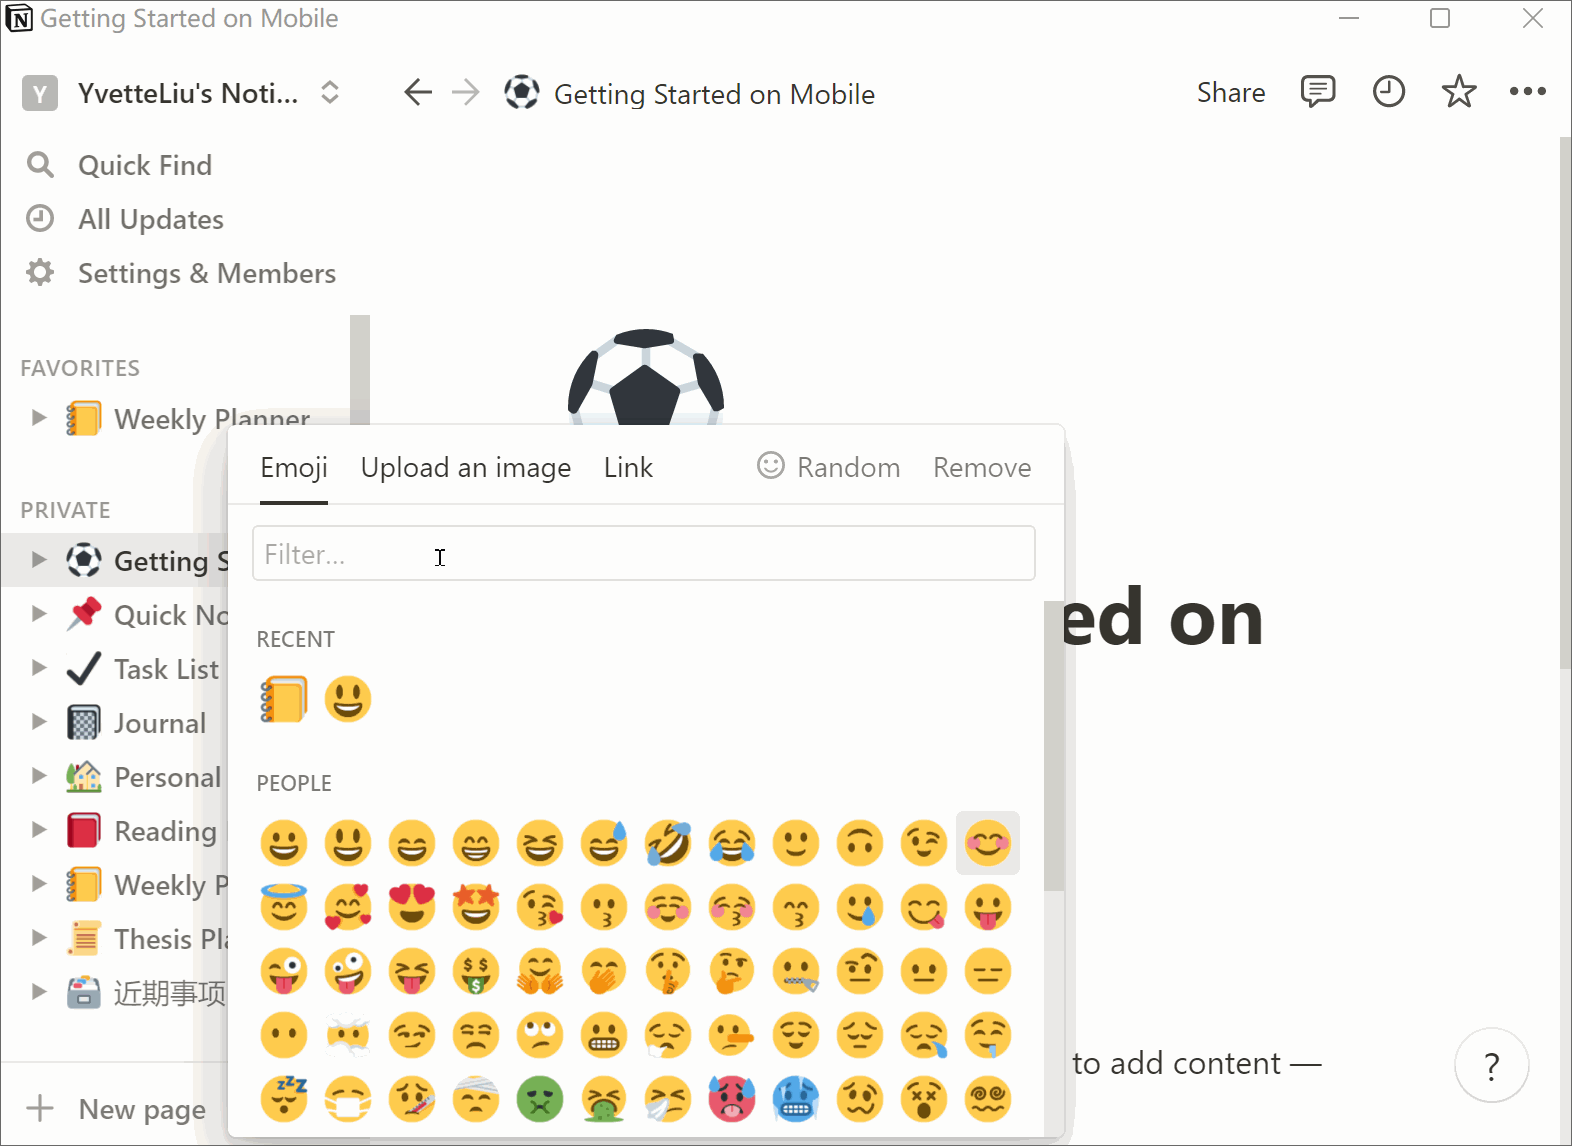 Getting Started on Mobile
Y YvetteLiu's Noti...
Getting Started on Mobile
Share
Quick Find
All Updates
Settings & Members
FAVORITES
Weekly Planner
PRIVATE
Getting S
Quick No
Task List
Journal
Personal
Reading
Weekly P
Thesis Pla
近期事项
New page
Emoji Upload an image Link Random Remove
Filter...
RECENT
PEOPLE
ed on
to add content —
?